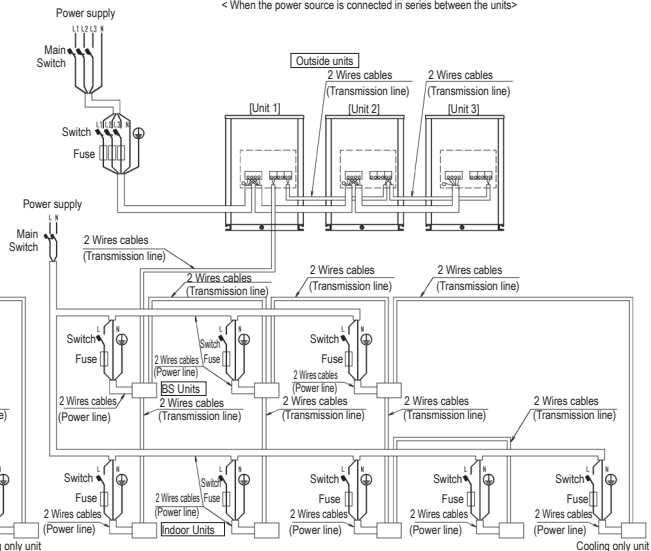 < When the power source is connected in series between the units>
Power supply
L1 L2 L3 N
Main
Switch
Outside units
2 Wires cables
(Transmission line)
2 Wires cables
(Transmission line)
[Unit 1]
[Unit 2]
[Unit 3]
L1 L2 L3 N
Switch
Fuse
Power supply
L N
Main
Switch
2 Wires cables
(Transmission line)
2 Wires cables
(Transmission line)
2 Wires cables
(Transmission line)
2 Wires cables
(Transmission line)
L N
Switch
Fuse
L N
Switch
Fuse
L N
Switch
Fuse
2 Wires cables
(Power line)
2 Wires cables
(Power line)
BS Units
2 Wires cables
(Power line)
2 Wires cables
(Transmission line)
2 Wires cables
(Transmission line)
2 Wires cables
(Transmission line)
2 Wires cables
(Transmission line)
L N
Switch
Fuse
L N
Switch
Fuse
L N
Switch
Fuse
L N
Switch
Fuse
L N
Switch
Fuse
2 Wires cables
(Power line)
2 Wires cables
(Power line)
Indoor Units
2 Wires cables
(Power line)
2 Wires cables
(Power line)
2 Wires cables
(Power line)
only unit
Cooling only unit